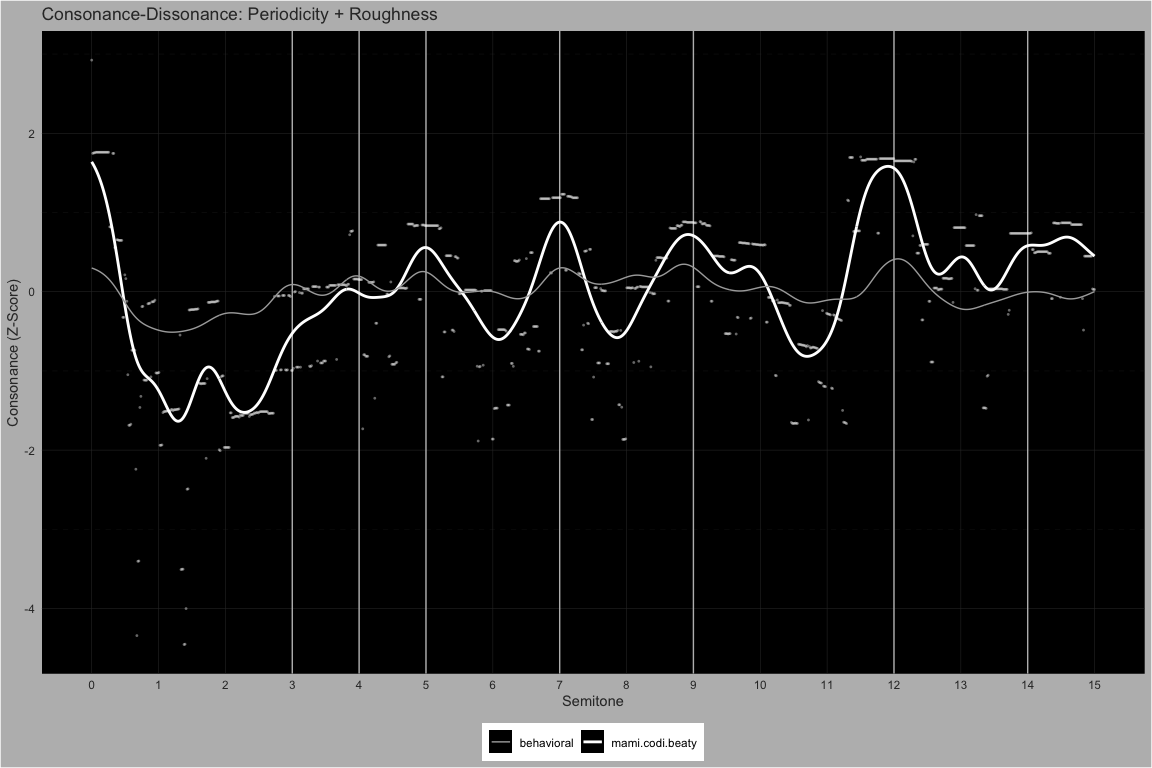 Consonance-Dissonance: Periodicity + Roughness
Consonance (Z-Score)
2
0
-2
-4
0 1 2 3 4 5 6 7 8 9 10 11 12 13 14 15
Semitone
behavioral mami.codi.beaty